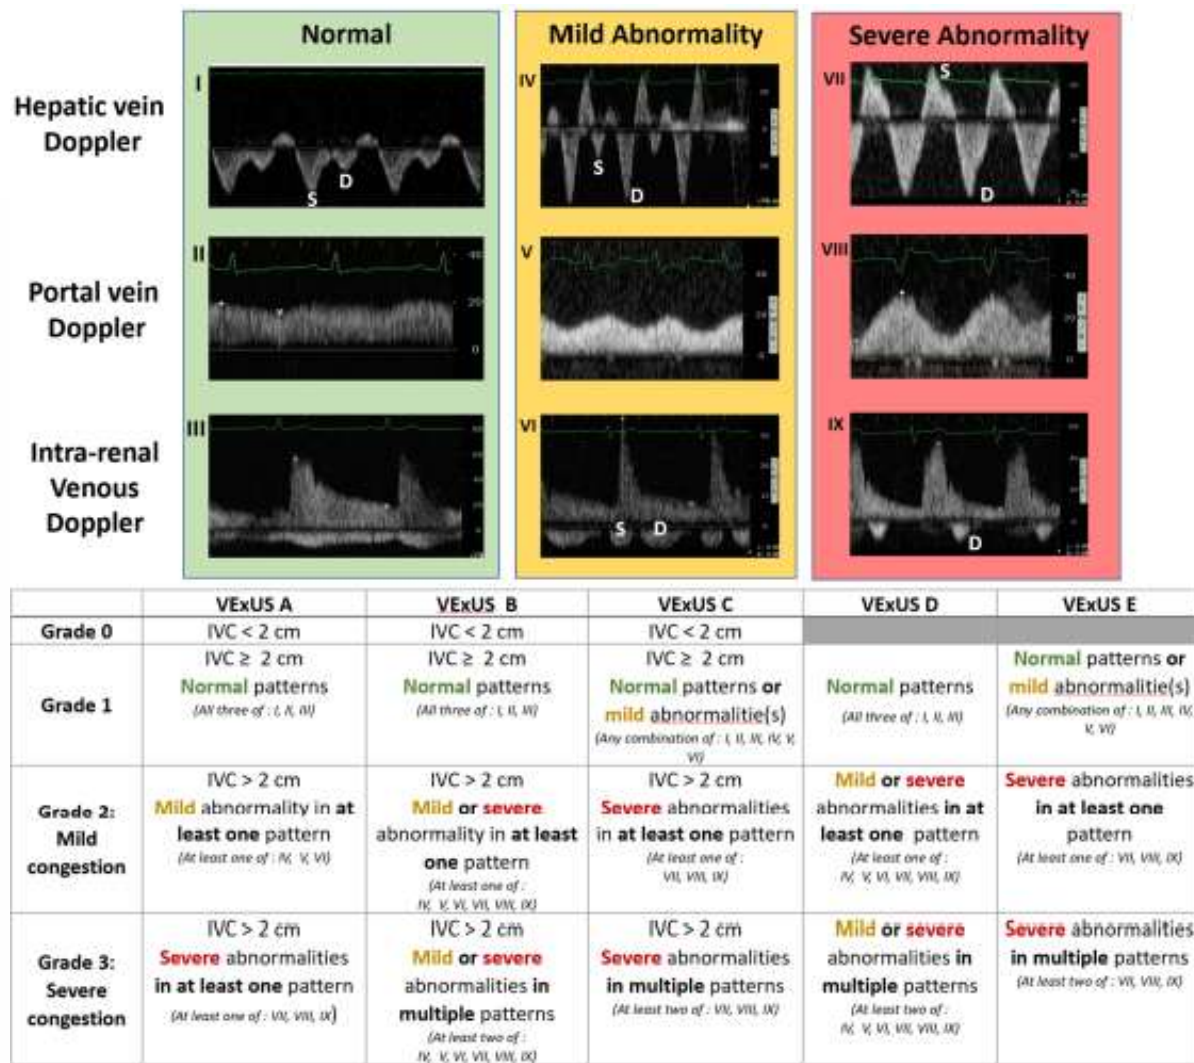 Normal
Mild Abnormality
Severe Abnormality
Hepatic vein
Doppler
I
S
D
IV
S
D
VII
S
D
Portal vein
Doppler
II
V
VIII
Intra-renal
Venous
Doppler
III
VI
S
D
IX
D
VExUS A
VExUS B
VExUS C
VExUS D
VExUS E
Grade 0
IVC < 2 cm
IVC < 2 cm
IVC < 2 cm
Grade 1
IVC ≥ 2 cm
Normal patterns
(All three of : I, II, III)
IVC ≥ 2 cm
Normal patterns
(All three of : I, II, III)
IVC ≥ 2 cm
Normal patterns or
mild abnormalitie(s)
(Any combination of : I, II, III, IV, V,
VI)
Normal patterns
(All three of : I, II, III)
Normal patterns or
mild abnormalitie(s)
(Any combination of : I, II, III, IV,
V, VI)
Grade 2:
Mild
congestion
IVC > 2 cm
Mild abnormality in at
least one pattern
(At least one of : IV, V, VI)
IVC > 2 cm
Mild or severe
abnormality in at least
one pattern
(At least one of :
IV, V, VI, VII, VIII, IX)
IVC > 2 cm
Severe abnormalities
in at least one pattern
(At least one of :
VII, VIII, IX)
Mild or severe
abnormalities in at
least one pattern
(At least one of :
IV, V, VI, VII, VIII, IX)
Severe abnormalities
in at least one
pattern
(At least one of : VII, VIII, IX)
Grade 3:
Severe
congestion
IVC > 2 cm
Severe abnormalities
in at least one pattern
(At least one of : VII, VIII, IX)
IVC > 2 cm
Mild or severe
abnormalities in
multiple patterns
(At least two of :
IV, V, VI, VII, VIII, IX)
IVC > 2 cm
Severe abnormalities
in multiple patterns
(At least two of : VII, VIII, IX)
Mild or severe
abnormalities in
multiple patterns
(At least two of :
IV, V, VI, VII, VIII, IX)
Severe abnormalities
in multiple patterns
(At least two of : VII, VIII, IX)